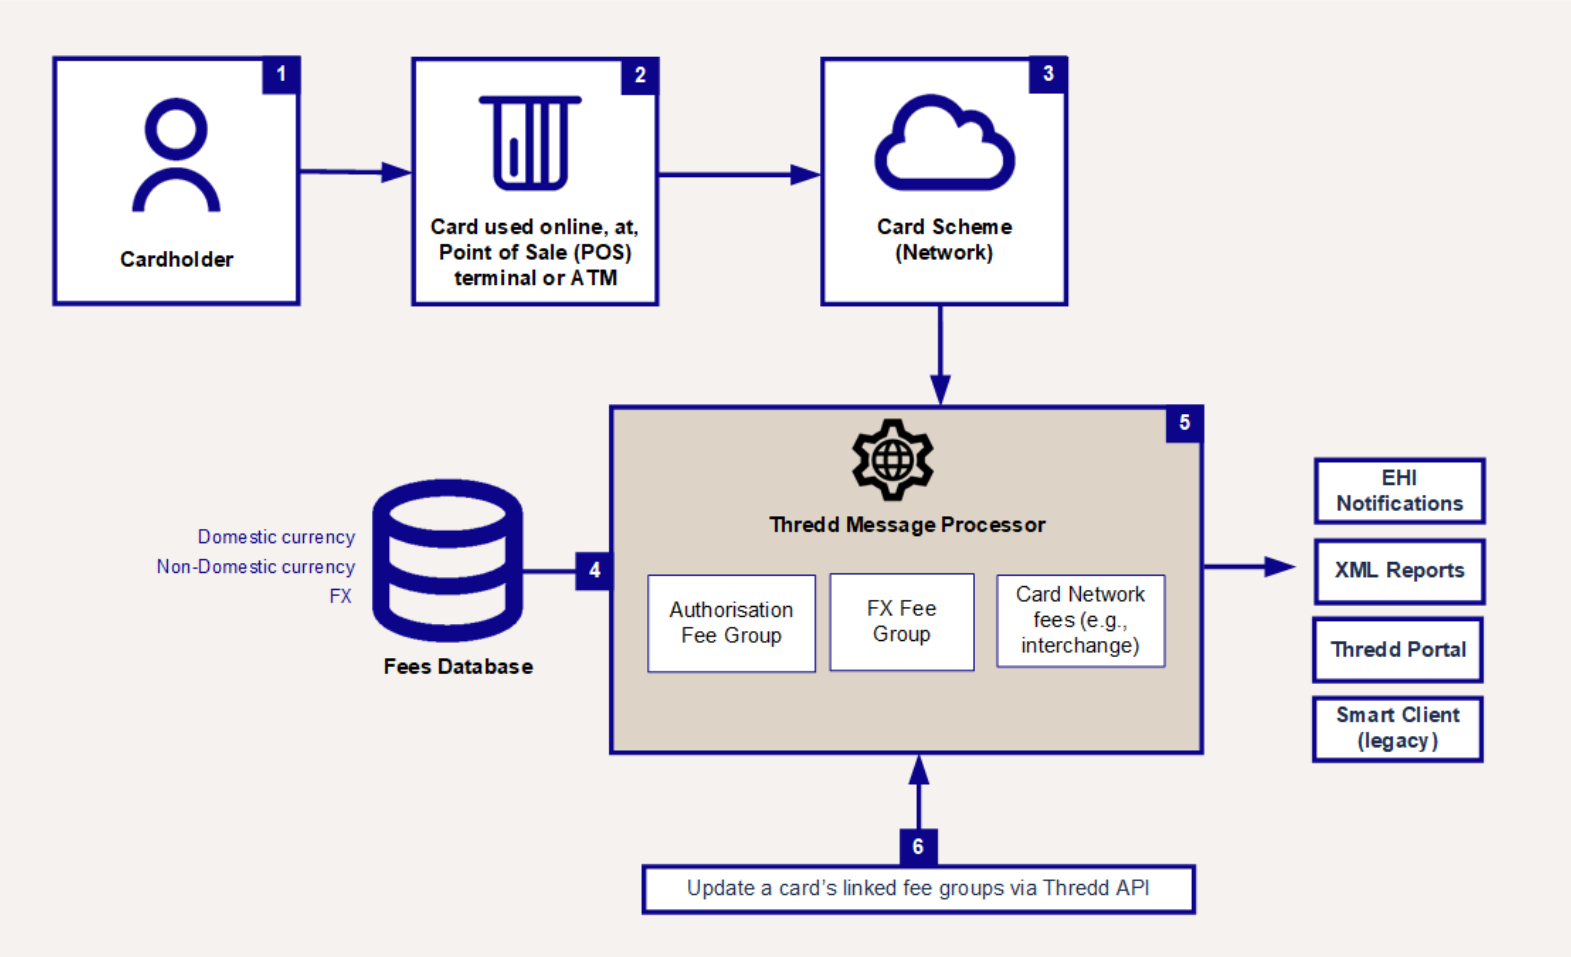 1
Cardholder
2
Card used online, at,
Point of Sale (POS)
terminal or ATM
3
Card Scheme
(Network)
Domestic currency
Non-Domestic currency
FX
Fees Database
4
5
Thredd Message Processor
Authorisation
Fee Group
FX Fee
Group
Card Network
fees (e.g.,
interchange)
EHI
Notifications
XML Reports
Thredd Portal
Smart Client
(legacy)
6
Update a card's linked fee groups via Thredd API